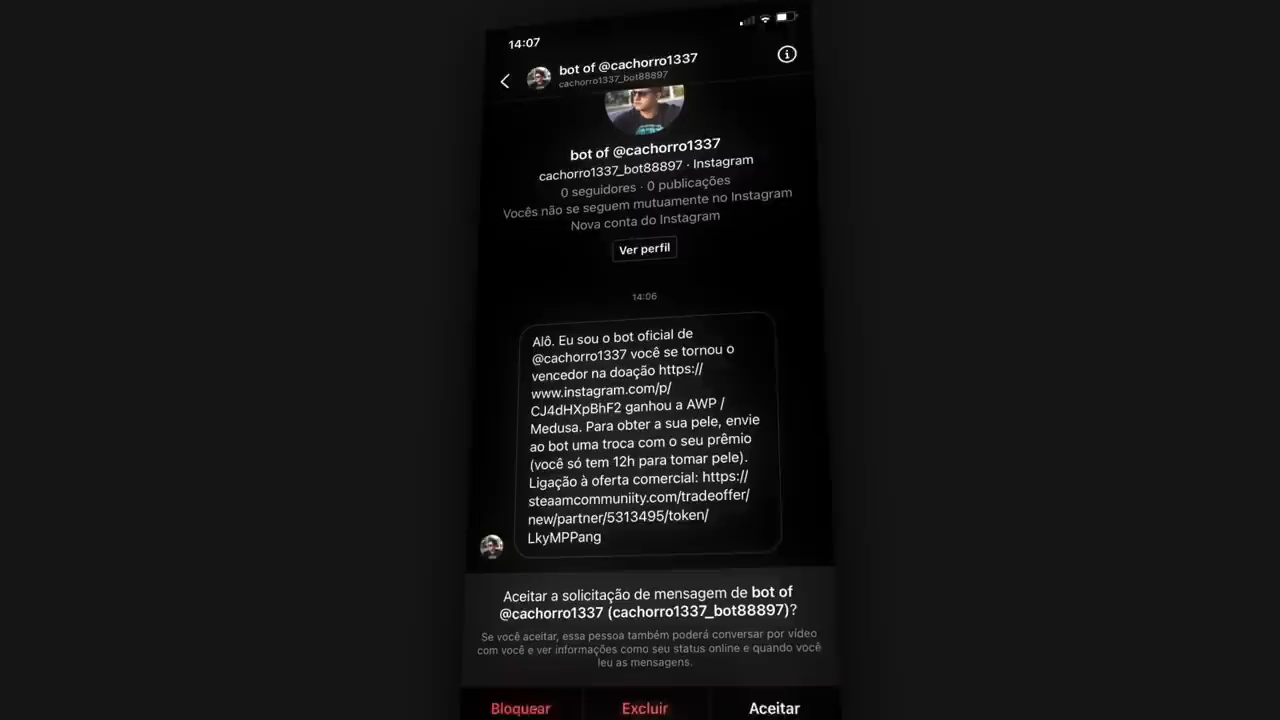 14:07
bot of @cachorro1337
cachorro1337_bot88897
bot of @cachorro1337
cachorro1337_bot88897 · Instagram
0 seguidores · 0 publicações
Vocês não se seguem mutuamente no Instagram
Nova conta do Instagram
Ver perfil
14:06
Alô. Eu sou o bot oficial de
@cachorro1337 você se tornou o
vencedor na doação https://
www.instagram.com/p/
CJ4dHXpBhF2 ganhou a AWP /
Medusa. Para obter a sua pele, envie
ao bot uma troca com o seu prêmio
(você só tem 12h para tomar pele).
Ligação à oferta comercial: https://
steaamcommuniity.com/tradeoffer/
new/partner/5313495/token/
LkyMPPang
Aceitar a solicitação de mensagem de bot of
@cachorro1337 (cachorro1337_bot88897)?
Se você aceitar, essa pessoa também poderá conversar por vídeo
com você e ver informações como seu status online e quando você
leu as mensagens.
Bloquear
Excluir
Aceitar